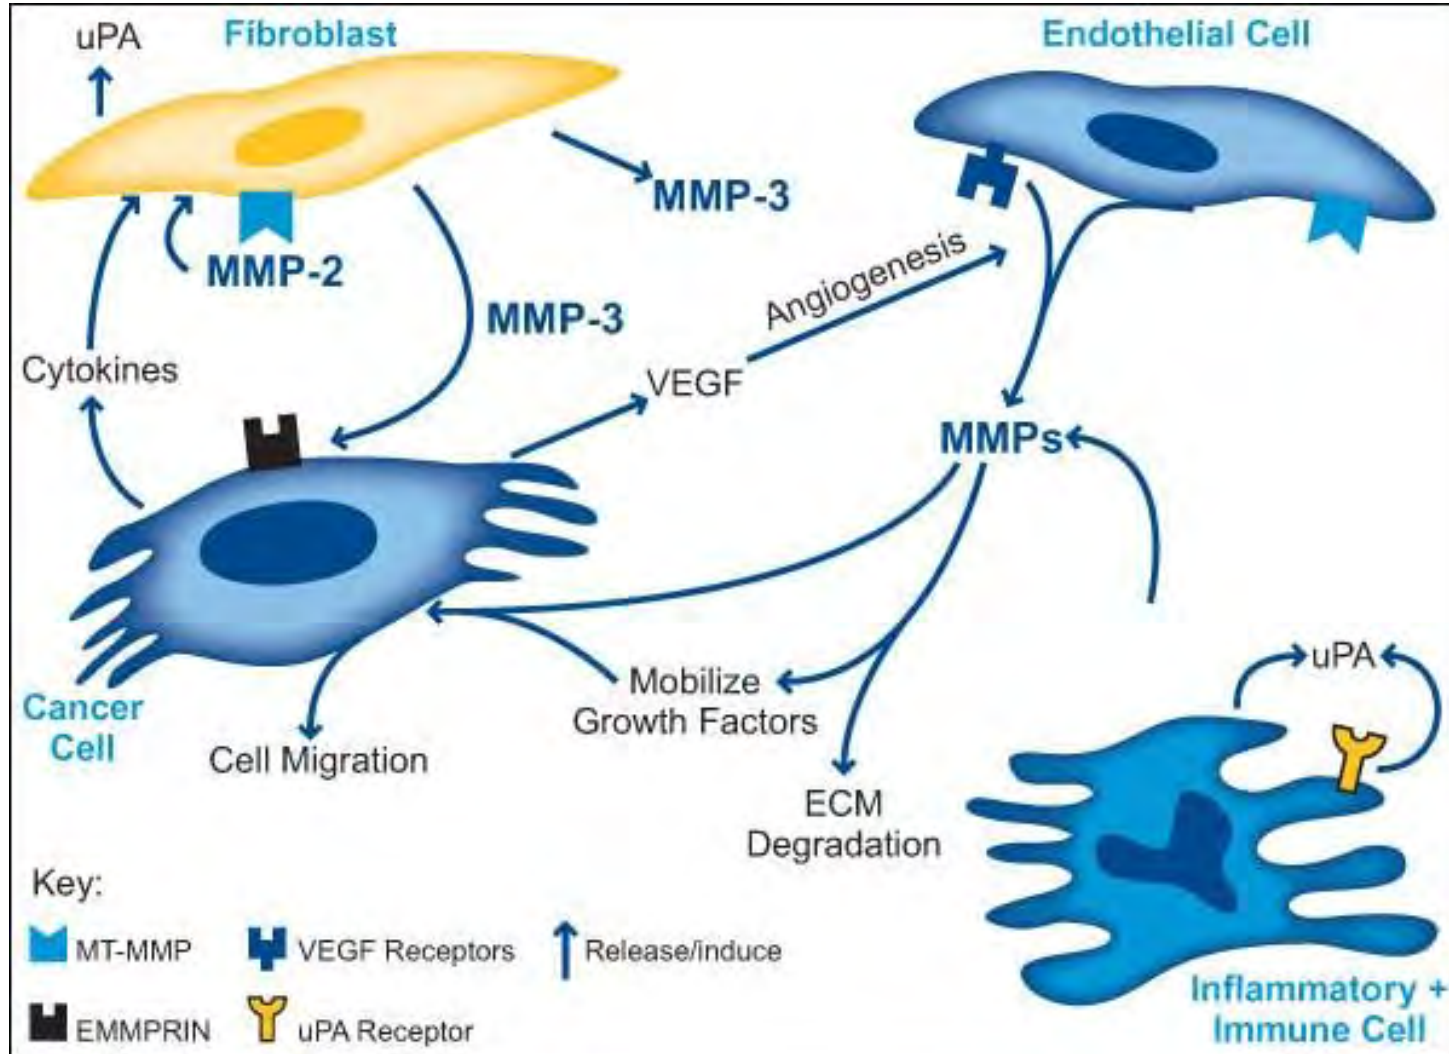 uPA
Fibroblast
Endothelial Cell
MMP-3
MMP-2
MMP-3
Angiogenesis
Cytokines
VEGF
MMPs
uPA
Mobilize
Growth Factors
Cancer
Cell
Cell Migration
ECM
Degradation
Key:
MT-MMP
VEGF Receptors
Release/induce
EMMPRIN
uPA Receptor
Inflammatory +
Immune Cell